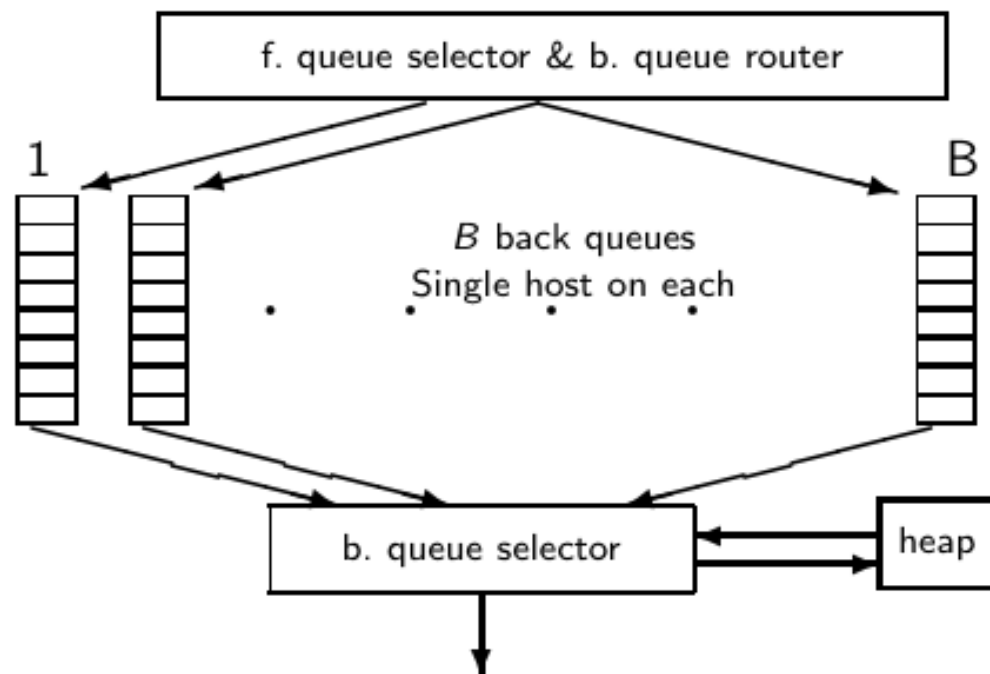 f. queue selector & b. queue router
1
B
B back queues
Single host on each
b. queue selector
heap